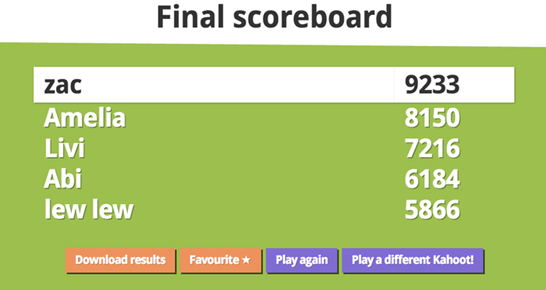 Final scoreboard
zac 9233
Amelia 8150
Livi 7216
Abi 6184
lew lew 5866
Download results Favourite ★ Play again Play a different Kahoot!